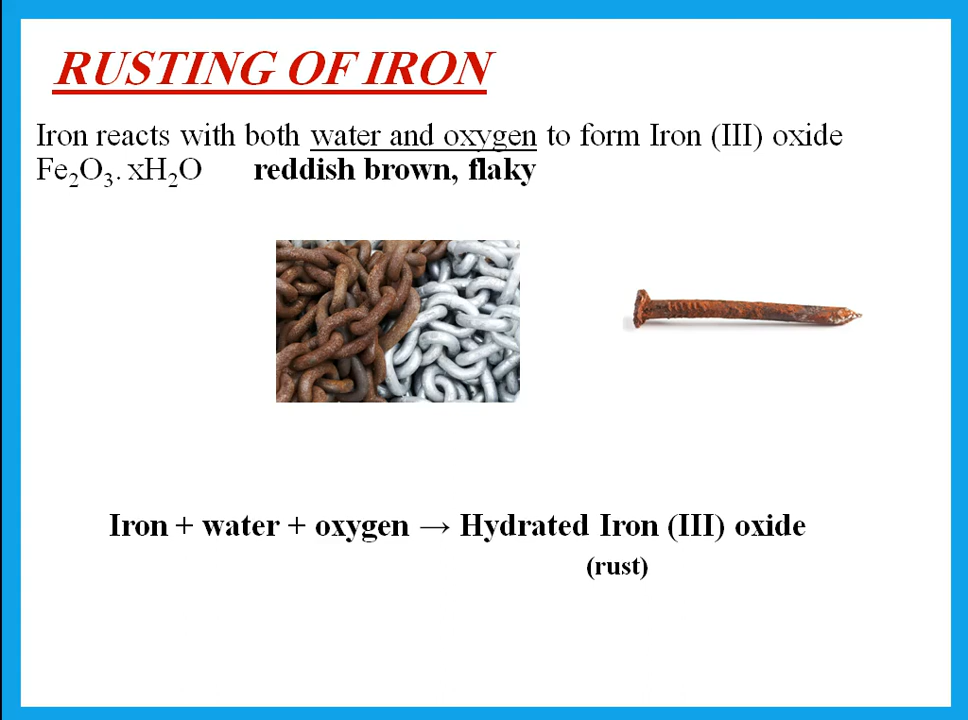 RUSTING OF IRON
Iron reacts with both water and oxygen to form Iron (III) oxide
Fe₂O₃. xH₂O reddish brown, flaky
Iron + water + oxygen → Hydrated Iron (III) oxide
(rust)